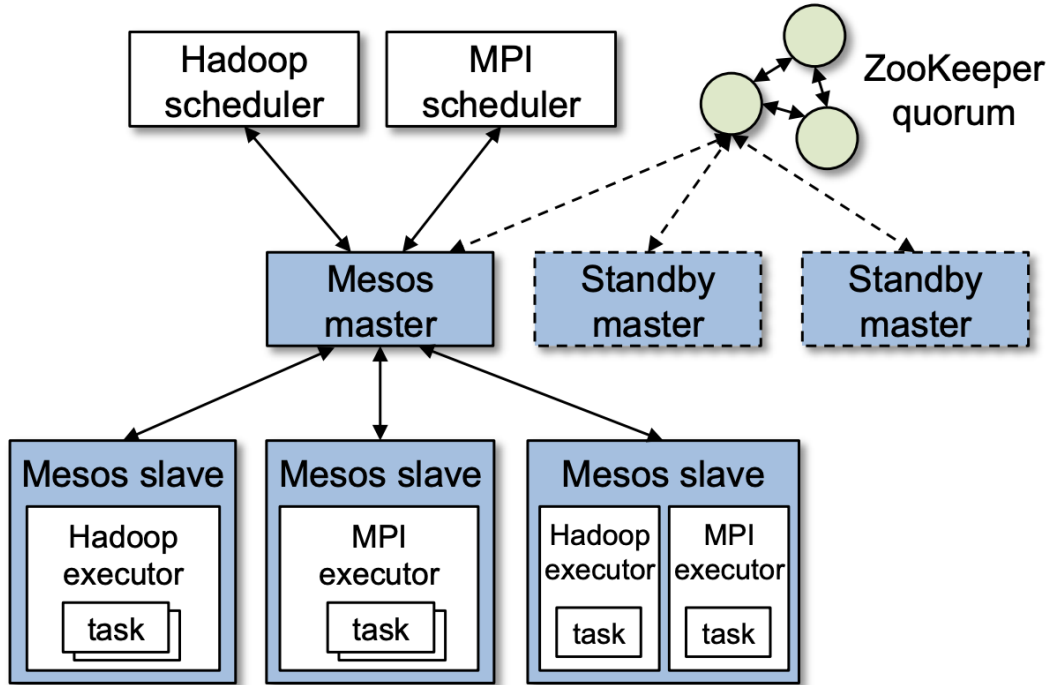 Hadoop
scheduler
MPI
scheduler
ZooKeeper
quorum
Mesos
master
Standby
master
Standby
master
Mesos slave
Hadoop
executor
task
Mesos slave
MPI
executor
task
Mesos slave
Hadoop
executor
task
MPI
executor
task